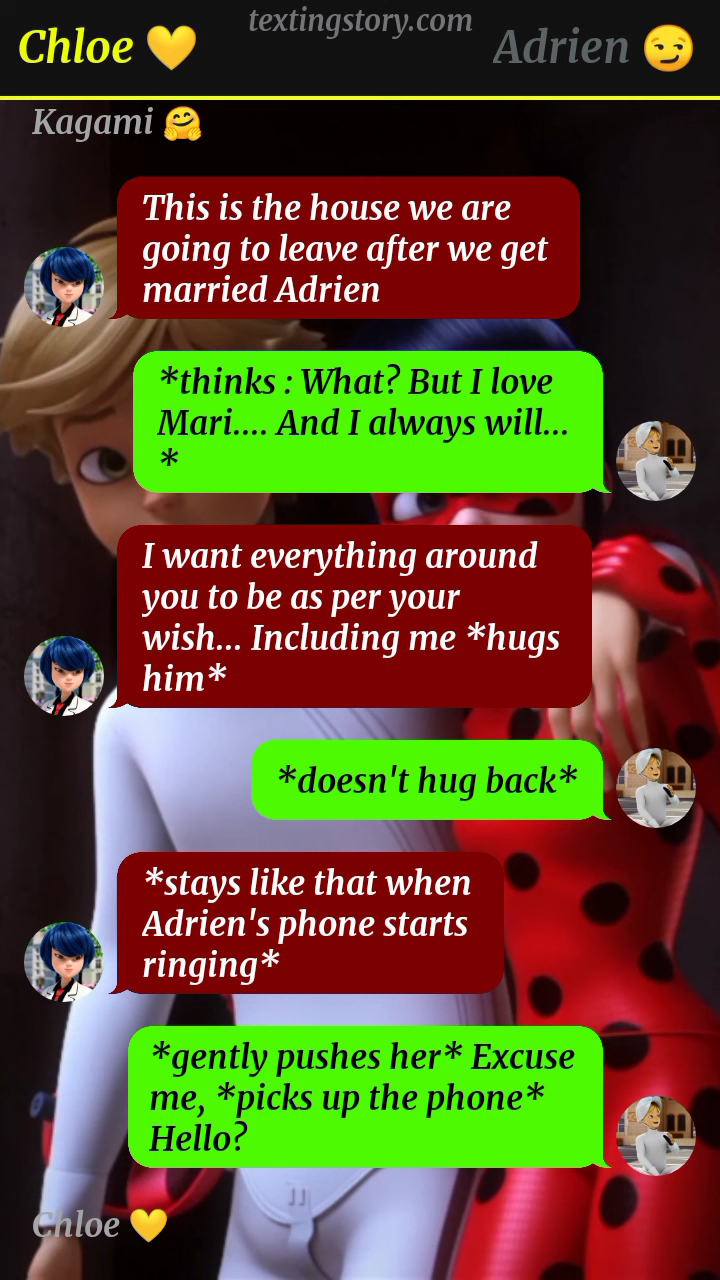 textingstory.com
Chloe 💛
Adrien 😏
Kagami 🤗
This is the house we are
going to leave after we get
married Adrien
*thinks : What? But I love
Mari.... And I always will...
*
I want everything around
you to be as per your
wish... Including me *hugs
him*
*doesn't hug back*
*stays like that when
Adrien's phone starts
ringing*
*gently pushes her* Excuse
me, *picks up the phone*
Hello?
Chloe 💛